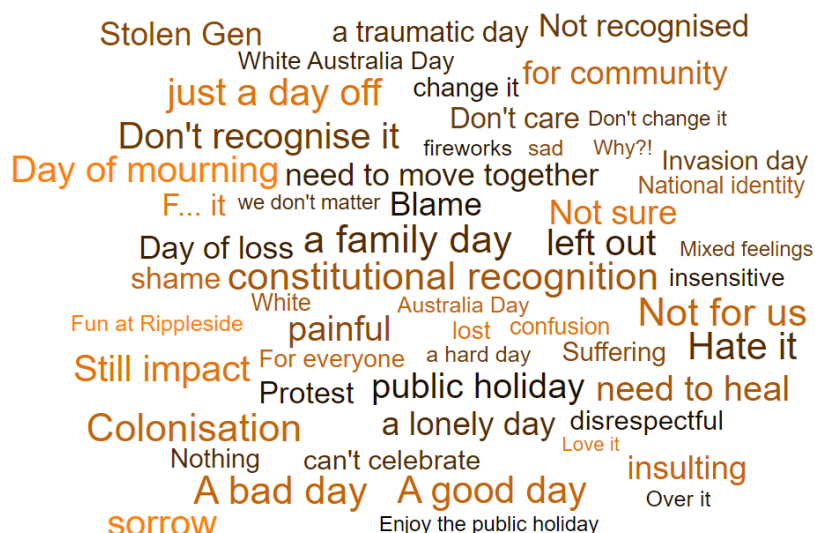 Stolen Gen
a traumatic day
Not recognised
White Australia Day
for community
just a day off
change it
Don't care
Don't change it
Don't recognise it
fireworks
sad
Why?!
Invasion day
Day of mourning
need to move together
National identity
F... it
we don't matter
Blame
Not sure
Day of loss
a family day
left out
Mixed feelings
shame
constitutional recognition
insensitive
White
Australia Day
Not for us
Fun at Rippleside
painful
lost
confusion
Hate it
Still impact
For everyone
a hard day
Suffering
Protest
public holiday
need to heal
Colonisation
a lonely day
disrespectful
Love it
Nothing
can't celebrate
insulting
A bad day
A good day
Over it
sorrow
Enjoy the public holiday